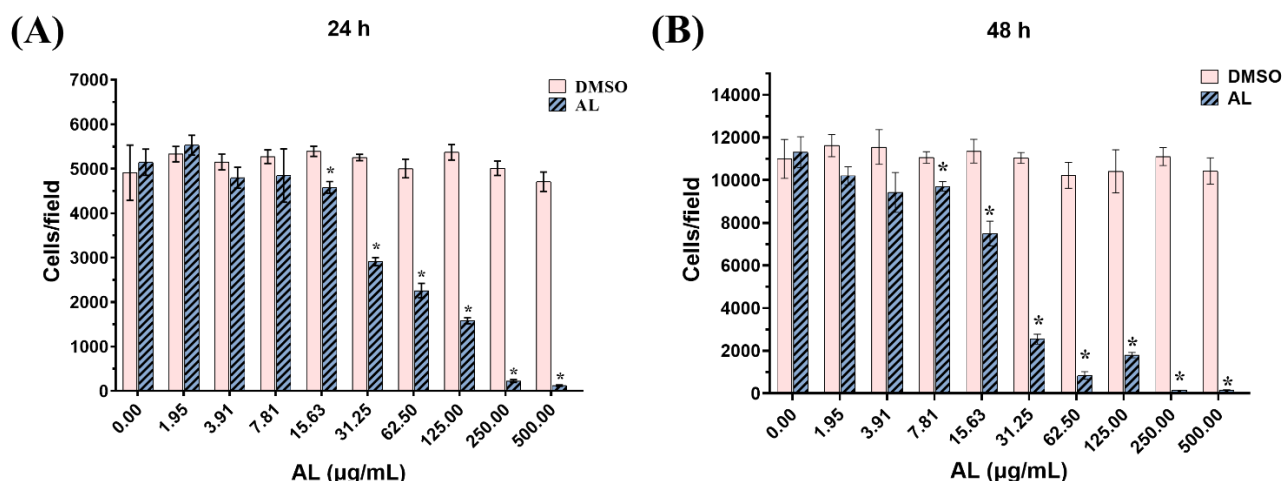 (A)
24 h
DMSO
AL
Cells/field
7000
6000
5000
4000
3000
2000
1000
0
* * * * * *
0.00 1.95 3.91 7.81 15.63 31.25 62.50 125.00 250.00 500.00
AL (μg/mL)
(B)
48 h
DMSO
AL
Cells/field
14000
12000
10000
8000
6000
4000
2000
0
* * * * * * *
0.00 1.95 3.91 7.81 15.63 31.25 62.50 125.00 250.00 500.00
AL (μg/mL)